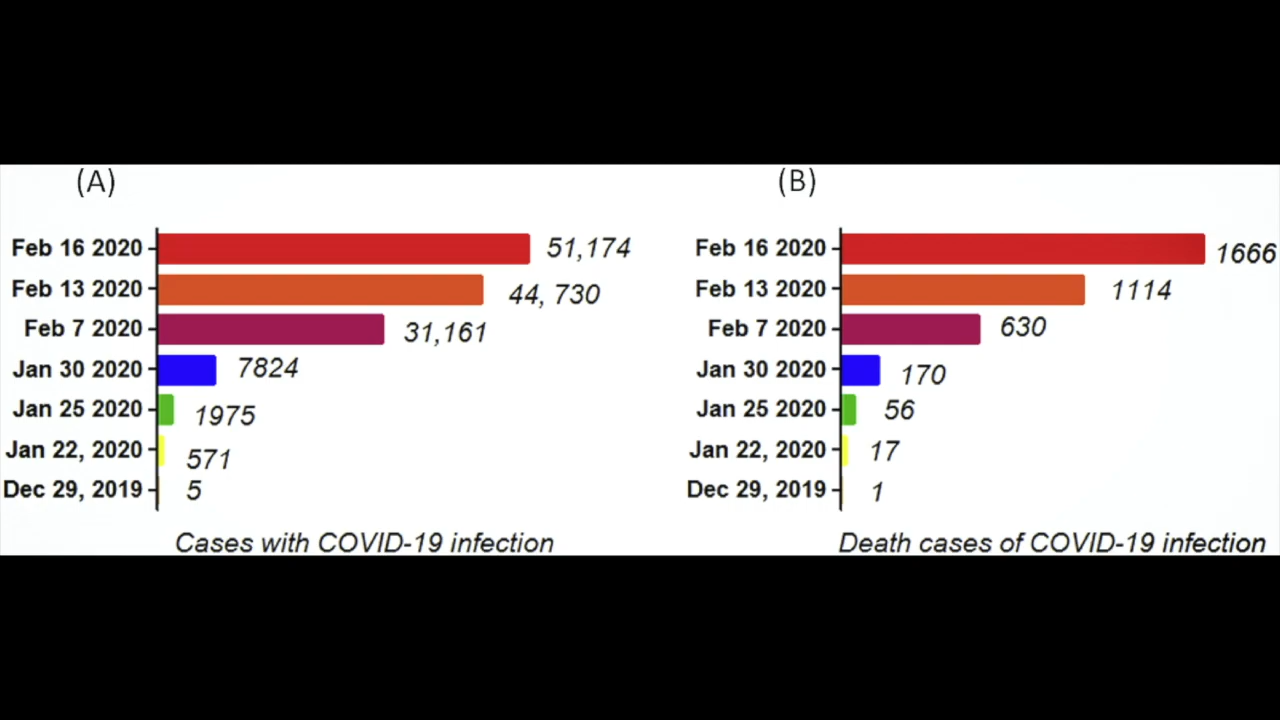 (A)
Feb 16 2020 51,174
Feb 13 2020 44, 730
Feb 7 2020 31,161
Jan 30 2020 7824
Jan 25 2020 1975
Jan 22, 2020 571
Dec 29, 2019 5
Cases with COVID-19 infection
(B)
Feb 16 2020 1666
Feb 13 2020 1114
Feb 7 2020 630
Jan 30 2020 170
Jan 25 2020 56
Jan 22, 2020 17
Dec 29, 2019 1
Death cases of COVID-19 infection